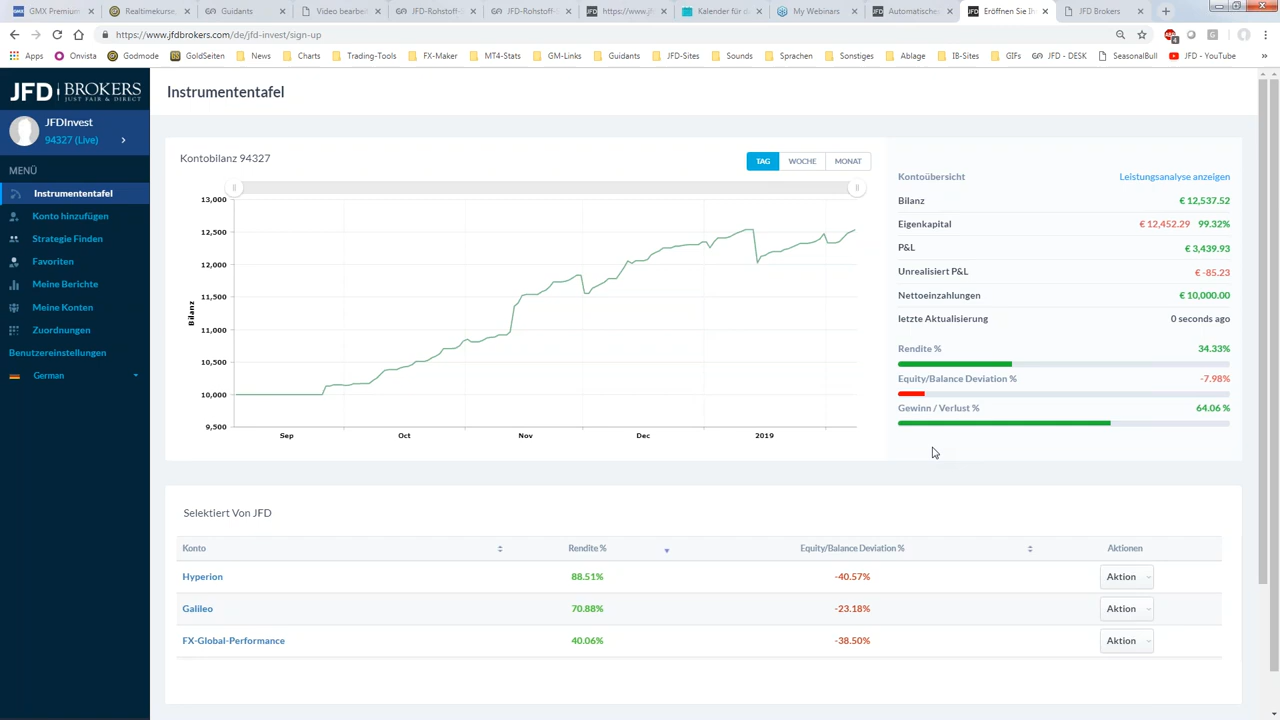 GMX Premium
Realtimekurse
Guidants
Video bearbeit
JFD-Rohstoff
JFD-Rohstoff
https://www.
Kalender
My Webinars
Automatische
Eröffnen Sie Ih
JFD Brokers
https://www.jfdbrokers.com/de/jfd-invest/sign-up
Apps Onvista Godmode GoldSeiten News Charts Trading-Tools FX-Maker MT4-Stats GM-Links Guidants JFD-Sites Sounds Sprachen Sonstiges Ablage IB-Sites GIFs JFD - DESK SeasonalBull JFD - YouTube »
JFD BROKERS
JUST FAIR & DIRECT
JFDInvest
94327 (Live)
MENÜ
Instrumententafel
Konto hinzufügen
Strategie Finden
Favoriten
Meine Berichte
Meine Konten
Zuordnungen
Benutzereinstellungen
German
Instrumententafel
Kontobilanz 94327
TAG WOCHE MONAT
13,000
12,500
12,000
11,500
11,000
10,500
10,000
9,500
Bilanz
Sep Oct Nov Dec 2019
Kontoübersicht Leistungsanalyse anzeigen
Bilanz € 12,537.52
Eigenkapital € 12,452.29 99.32%
P&L € 3,439.93
Unrealisiert P&L € -85.23
Nettoeinzahlungen € 10,000.00
letzte Aktualisierung 0 seconds ago
Rendite % 34.33%
Equity/Balance Deviation % -7.98%
Gewinn / Verlust % 64.06 %
Selektiert Von JFD
Konto Rendite % Equity/Balance Deviation % Aktionen
Hyperion 88.51% -40.57% Aktion
Galileo 70.88% -23.18% Aktion
FX-Global-Performance 40.06% -38.50% Aktion